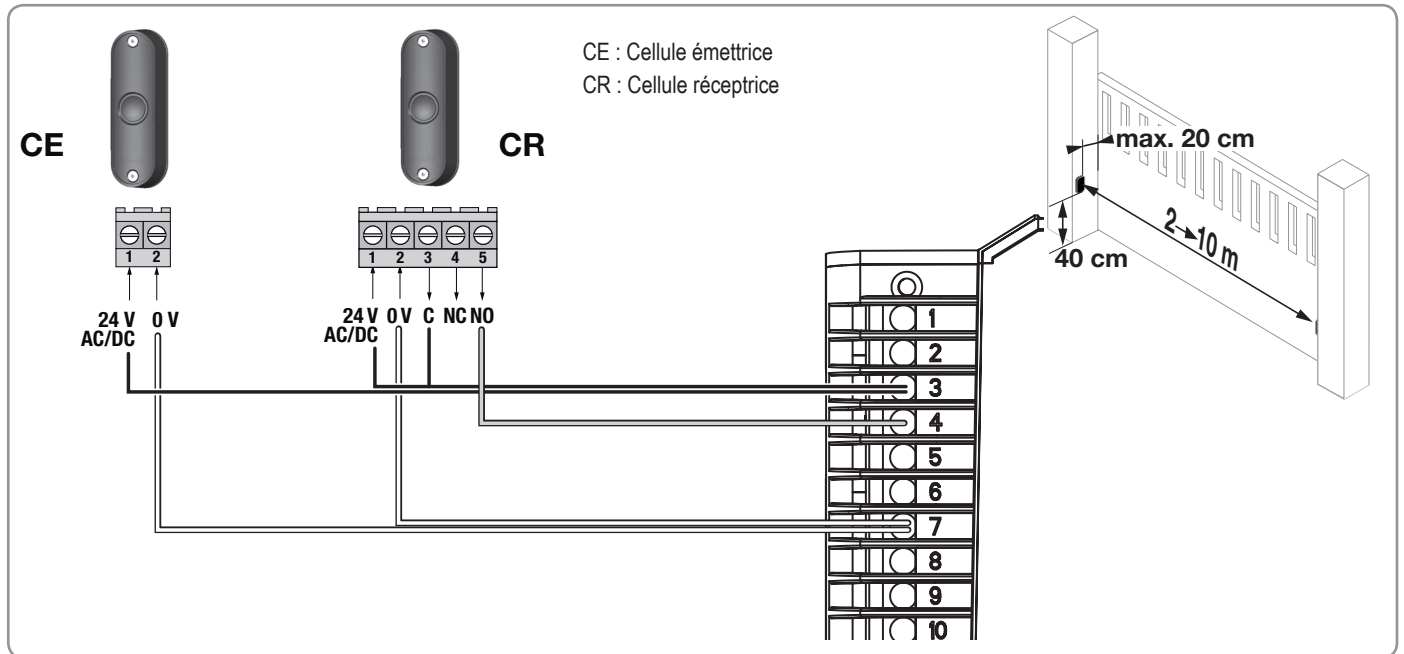 CE : Cellule émettrice
CR : Cellule réceptrice
CE
CR
max. 20 cm
2→10 m
40 cm
1 2
24 V 0 V
AC/DC
1 2 3 4 5
24 V 0 V C NC NO
AC/DC
1
2
3
4
5
6
7
8
9
10